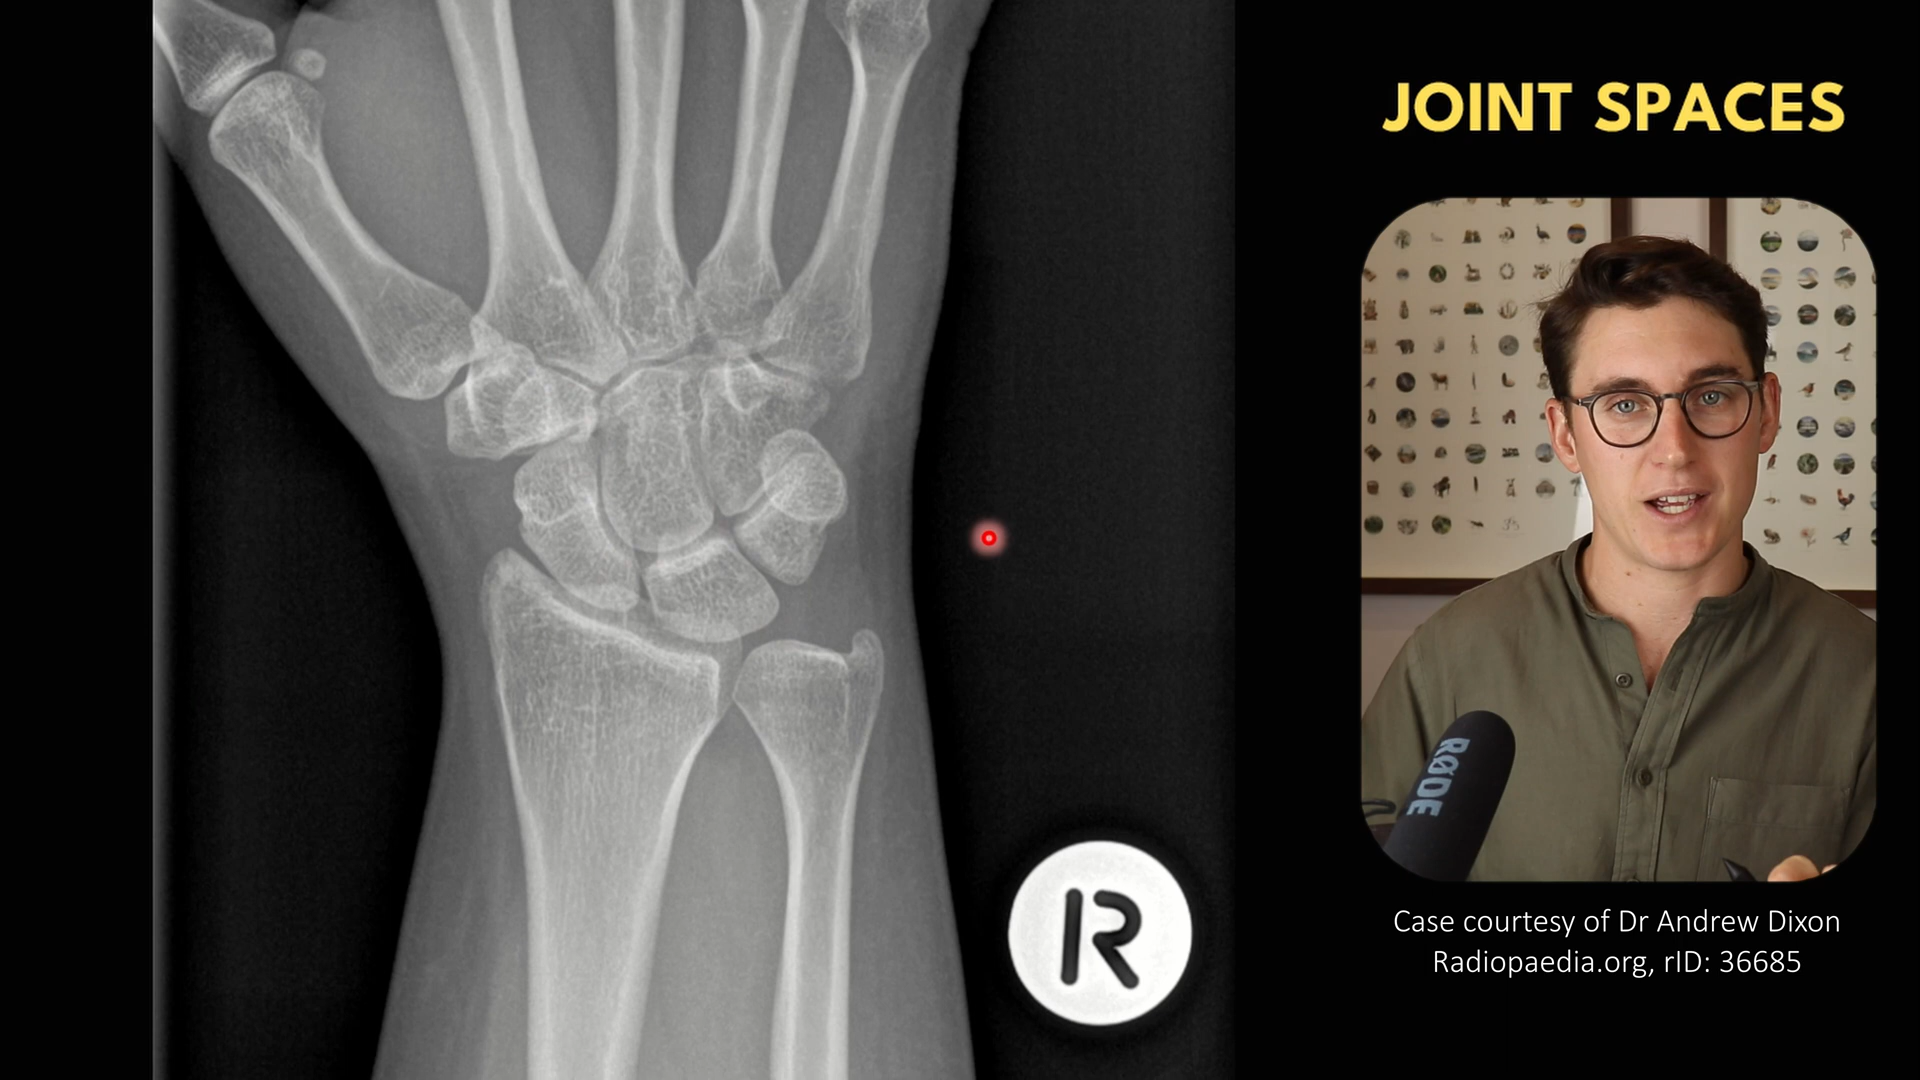 JOINT SPACES
RØDE
R
Case courtesy of Dr Andrew Dixon
Radiopaedia.org, rID: 36685